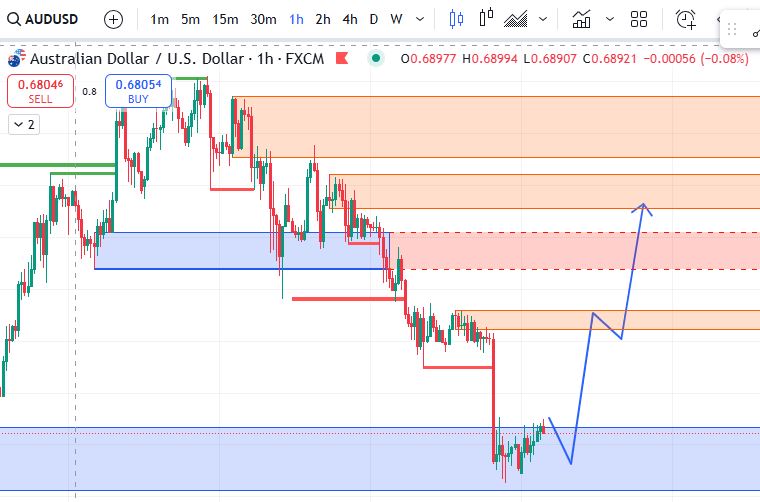 AUDUSD 1m 5m 15m 30m 1h 2h 4h D W
Australian Dollar / U.S. Dollar · 1h · FXCM O0.68977 H0.68994 L0.68907 C0.68921 −0.00056 (−0.08%)
0.68046 0.8 0.68054
SELL BUY
2